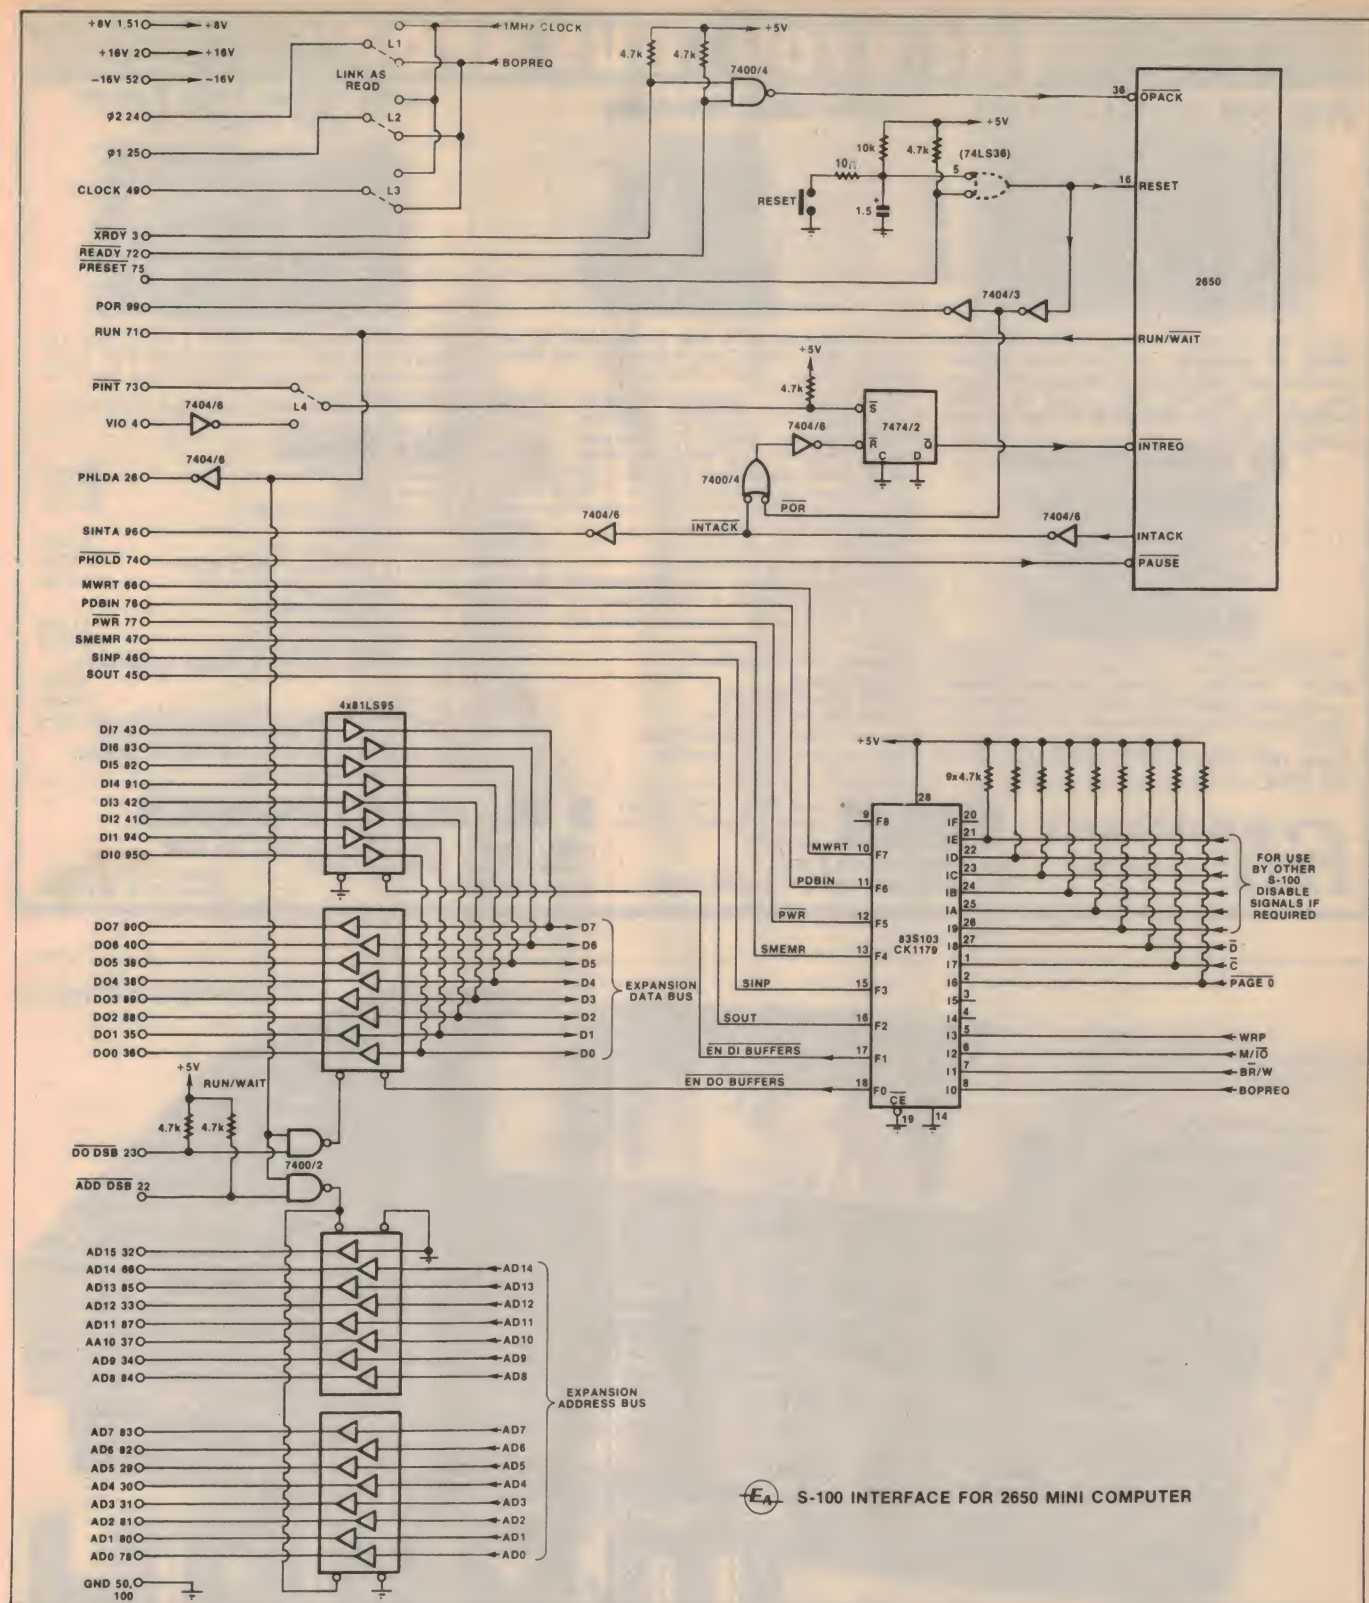 +8V 1,51 +8V
+16V 2 +16V
-16V 52 -16V
LINK AS
REQD
L1
L2
L3
1MHz CLOCK
BOPREQ
ø2 24
ø1 25
CLOCK 49
XRDY 3
READY 72
PRESET 75
POR 99
RUN 71
PINT 73
VIO 4
7404/6
L4
PHLDA 26
7404/6
SINTA 96
PHOLD 74
MWRT 66
PDBIN 76
PWR 77
SMEMR 47
SINP 46
SOUT 45
4.7k
4.7k
+5V
7400/4
+5V
10k
4.7k
(74LS36)
10Ω
5
RESET
1.5
7404/3
+5V
4.7k
S
7474/2
R
Q
C D
7404/6
7400/4
POR
7404/6
INTACK
7404/6
36 OPACK
16 RESET
2650
RUN/WAIT
INTREQ
INTACK
PAUSE
4x81LS95
DI7 43
DI6 93
DI5 92
DI4 91
DI3 42
DI2 41
DI1 94
DI0 95
DO7 90
DO6 40
DO5 39
DO4 38
DO3 89
DO2 88
DO1 35
DO0 36
D7
D6
D5
D4
D3
D2
D1
D0
EXPANSION
DATA BUS
+5V
9x4.7k
28
9 F8
MWRT 10 F7
PDBIN 11 F6
PWR 12 F5
SMEMR 13 F4
SINP 15 F3
SOUT 16 F2
EN DI BUFFERS 17 F1
EN DO BUFFERS 18 F0
83S103
CK1179
CE
19
14
IF 20
IE 21
ID 22
IC 23
IB 24
IA 25
I9 26
I8 27 D
I7 1 C
I6 2 PAGE 0
I5 3
I4 4
I3 5 WRP
I2 6 M/IO
I1 7 BR/W
I0 8 BOPREQ
FOR USE
BY OTHER
S-100
DISABLE
SIGNALS IF
REQUIRED
+5V
RUN/WAIT
4.7k
4.7k
DO DSB 23
7400/2
ADD DSB 22
AD15 32
AD14 86 AD14
AD13 85 AD13
AD12 33 AD12
AD11 87 AD11
AA10 37 AD10
AD9 34 AD9
AD8 84 AD8
EXPANSION
ADDRESS BUS
AD7 83 AD7
AD6 82 AD6
AD5 29 AD5
AD4 30 AD4
AD3 31 AD3
AD2 81 AD2
AD1 80 AD1
AD0 78 AD0
GND 50,
100
EA S-100 INTERFACE FOR 2650 MINI COMPUTER